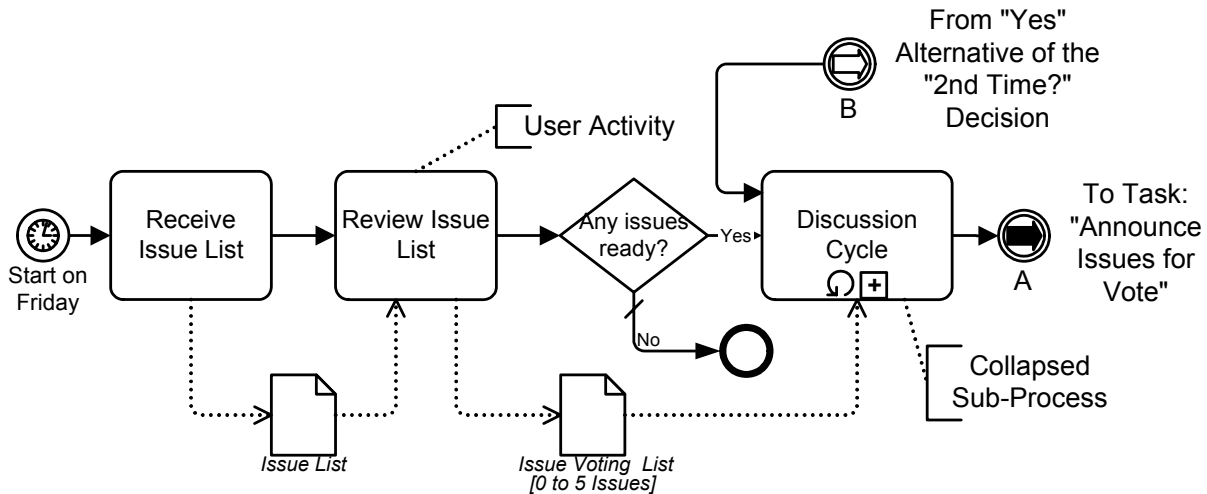 From "Yes"
Alternative of the
"2nd Time?"
Decision
B
User Activity
Receive
Issue List
Review Issue
List
Any issues
ready?
Yes
Discussion
Cycle
To Task:
"Announce
Issues for
Vote"
A
Start on
Friday
No
Collapsed
Sub-Process
Issue List
Issue Voting List
[0 to 5 Issues]